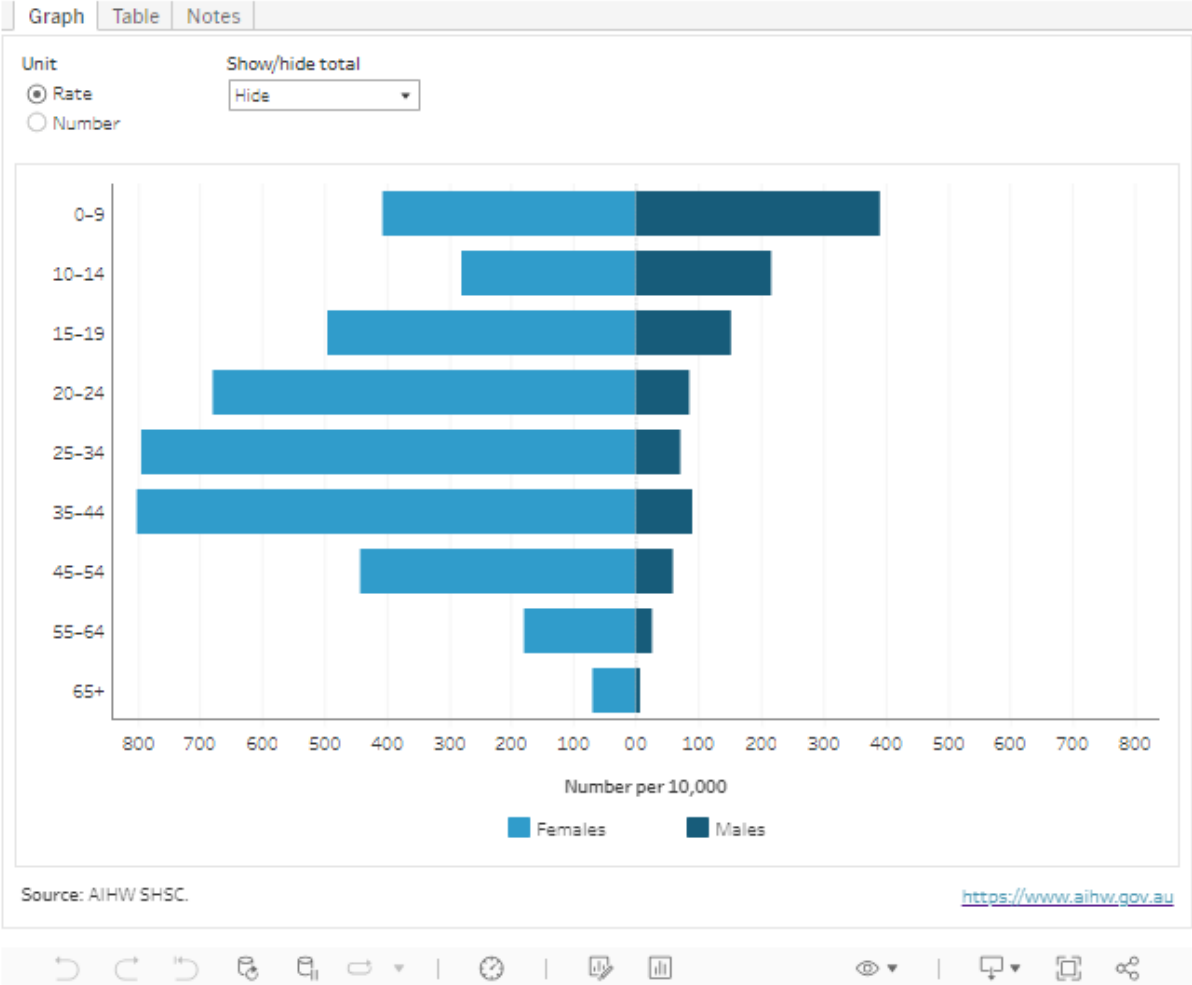 Graph Table Notes
Unit Show/hide total
Rate Hide
Number
0–9
10–14
15–19
20–24
25–34
35–44
45–54
55–64
65+
800 700 600 500 400 300 200 100 00 100 200 300 400 500 600 700 800
Number per 10,000
Females Males
Source: AIHW SHSC. https://www.aihw.gov.au